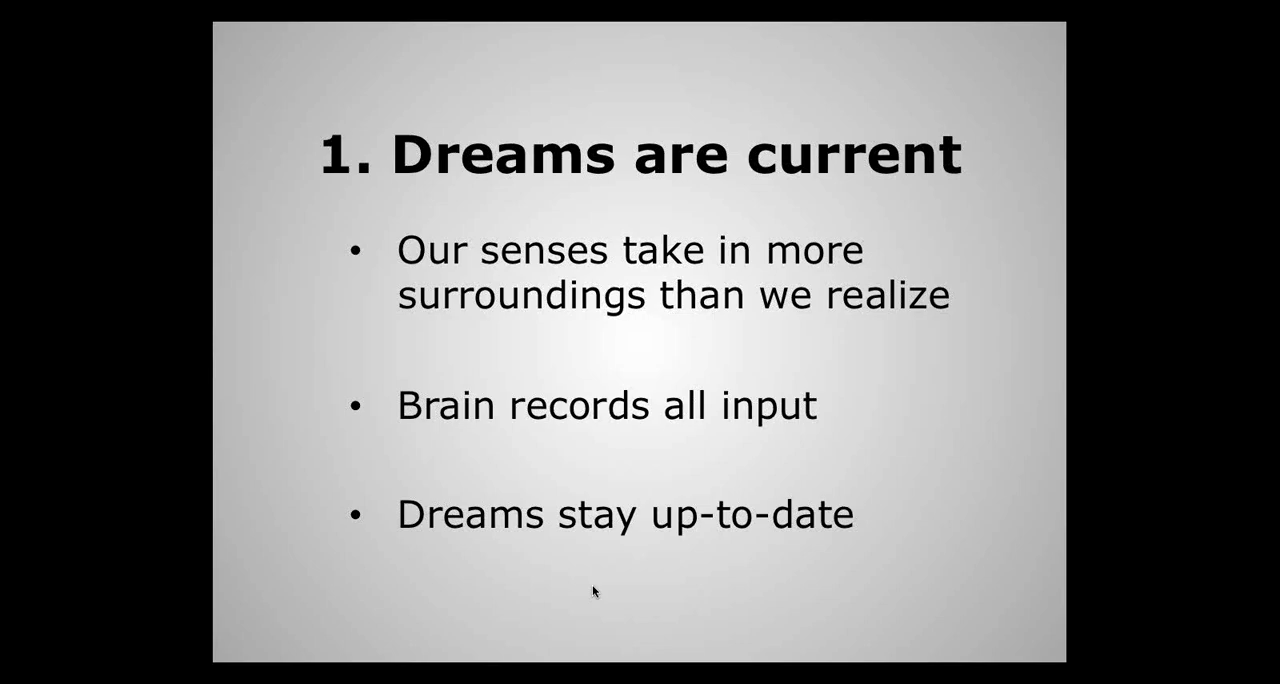 1. Dreams are current
• Our senses take in more
surroundings than we realize
• Brain records all input
• Dreams stay up-to-date